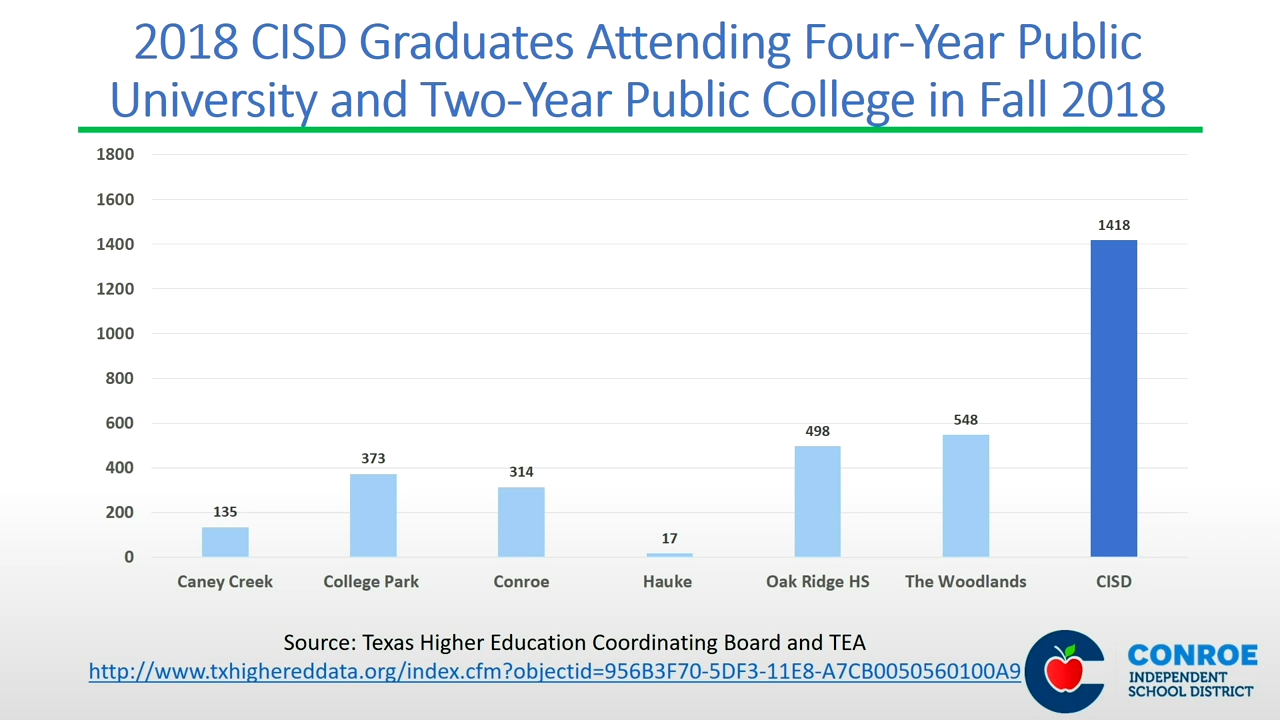 2018 CISD Graduates Attending Four-Year Public
University and Two-Year Public College in Fall 2018
1800
1600
1400
1200
1000
800
600
400
200
0
135
373
314
17
498
548
1418
Caney Creek
College Park
Conroe
Hauke
Oak Ridge HS
The Woodlands
CISD
Source: Texas Higher Education Coordinating Board and TEA
http://www.txhighereddata.org/index.cfm?objectid=956B3F70-5DF3-11E8-A7CB0050560100A9
CONROE
INDEPENDENT
SCHOOL DISTRICT